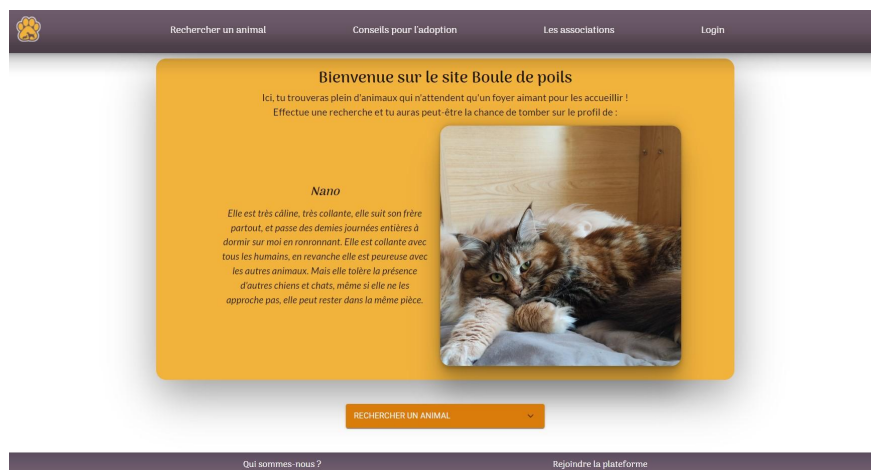 Rechercher un animal
Conseils pour l'adoption
Les associations
Login
Bienvenue sur le site Boule de poils
Ici, tu trouveras plein d'animaux qui n'attendent qu'un foyer aimant pour les accueillir !
Effectue une recherche et tu auras peut-être la chance de tomber sur le profil de :
Nano
Elle est très câline, très collante, elle suit son frère
partout, et passe des demies journées entières à
dormir sur moi en ronronnant. Elle est collante avec
tous les humains, en revanche elle est peureuse avec
les autres animaux. Mais elle tolère la présence
d'autres chiens et chats, même si elle ne les
approche pas, elle peut rester dans la même pièce.
RECHERCHER UN ANIMAL
Qui sommes-nous ?
Rejoindre la plateforme